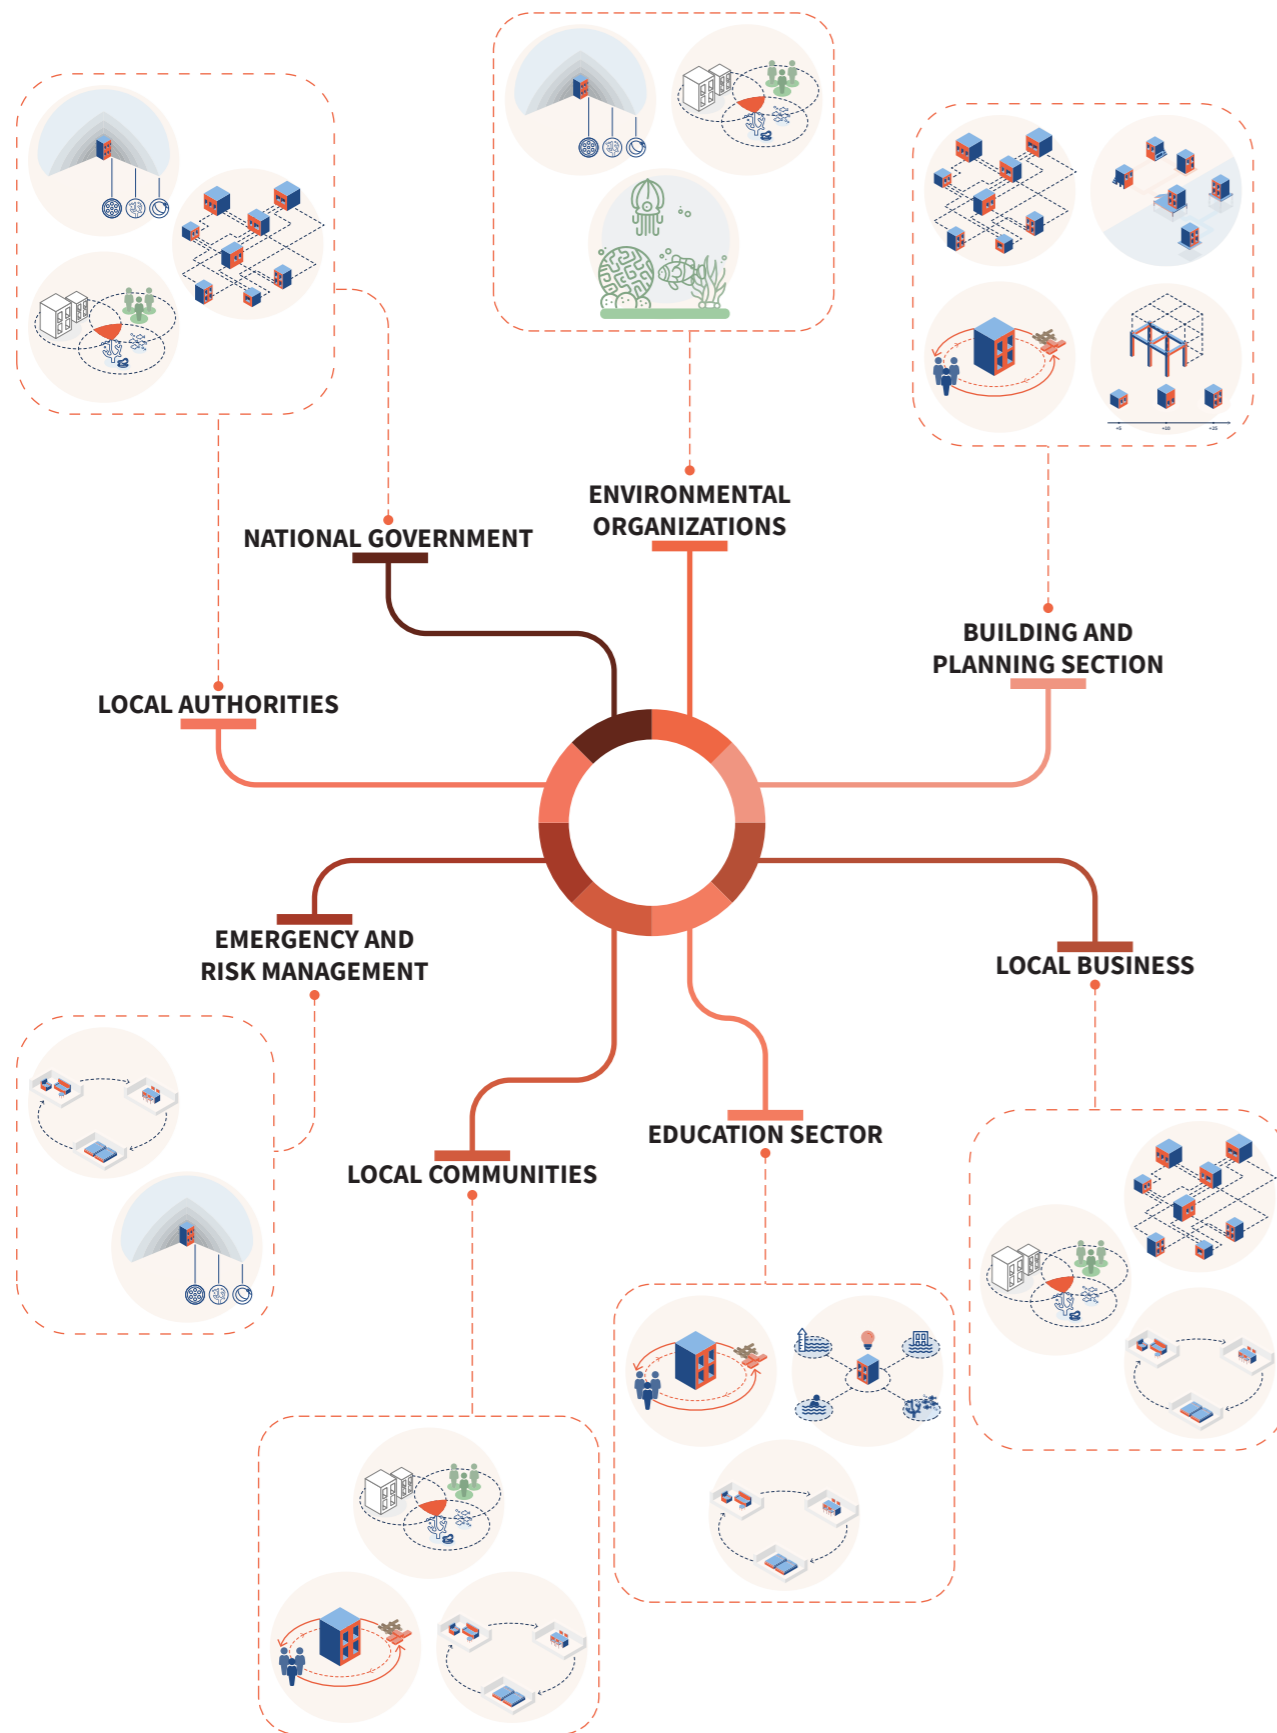 ENVIRONMENTAL
ORGANIZATIONS
NATIONAL GOVERNMENT
BUILDING AND
PLANNING SECTION
LOCAL AUTHORITIES
EMERGENCY AND
RISK MANAGEMENT
LOCAL BUSINESS
EDUCATION SECTOR
LOCAL COMMUNITIES